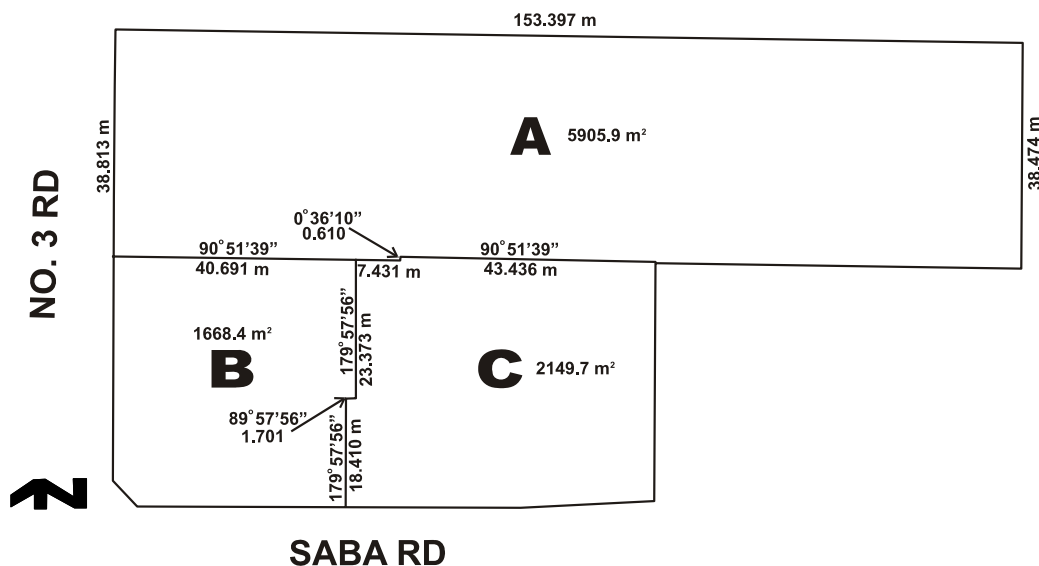 153.397 m
A
5905.9 m²
38.813 m
38.474 m
NO. 3 RD
0°36'10"
0.610
90°51'39"
40.691 m
7.431 m
90°51'39"
43.436 m
1668.4 m²
B
179°57'56"
23.373 m
C
2149.7 m²
89°57'56"
1.701
179°57'56"
18.410 m
N
SABA RD